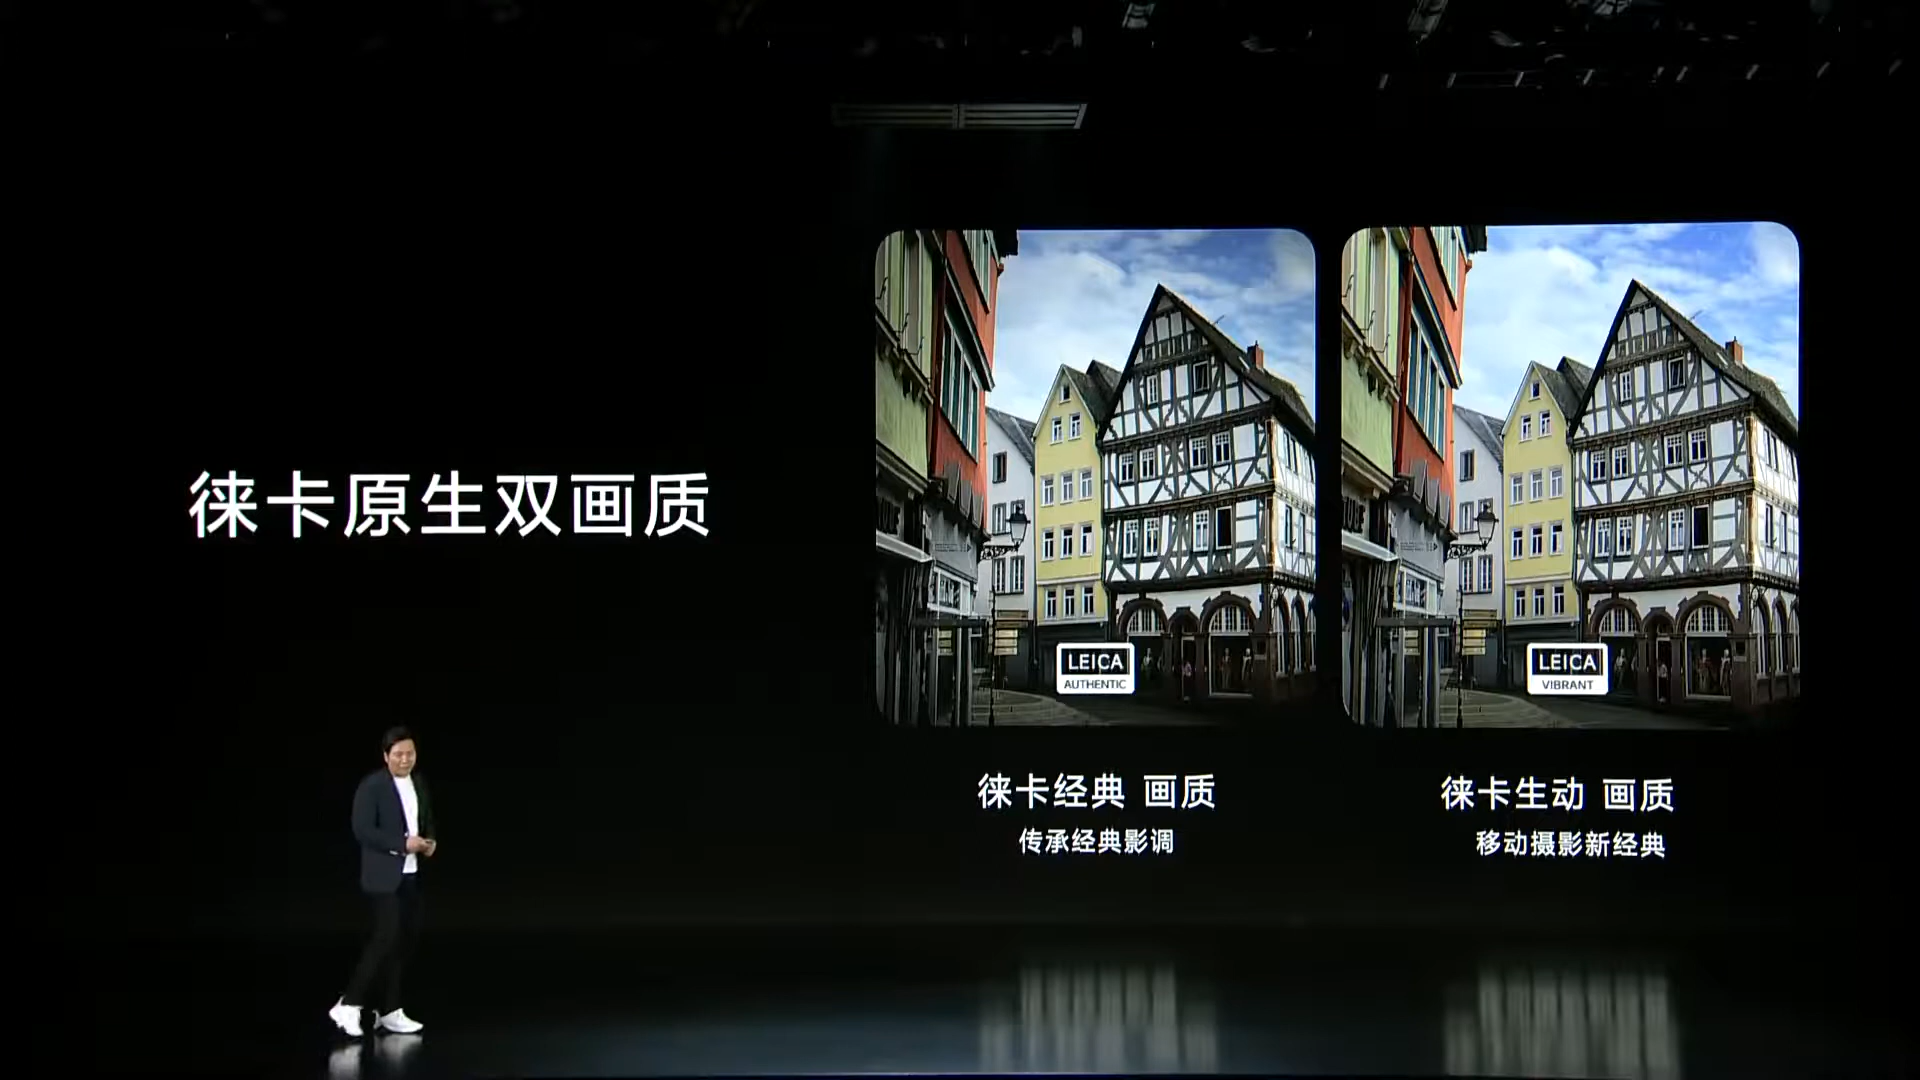 徕卡原生双画质
LEICA
AUTHENTIC
徕卡经典 画质
传承经典影调
LEICA
VIBRANT
徕卡生动 画质
移动摄影新经典